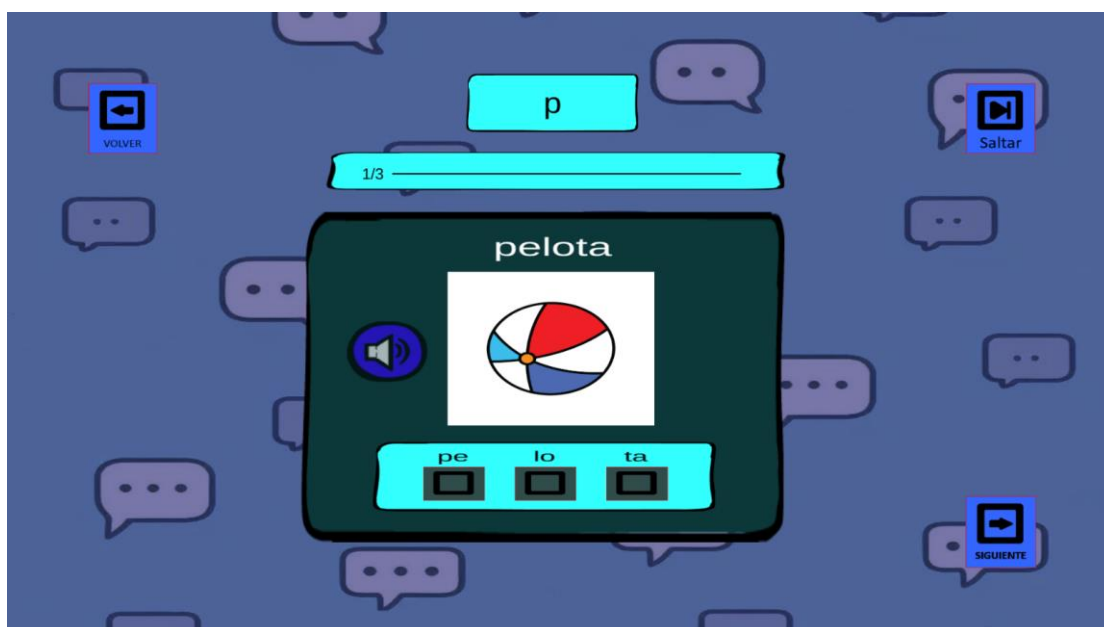 p
VOLVER
Saltar
1/3
pelota
pe lo ta
SIGUIENTE